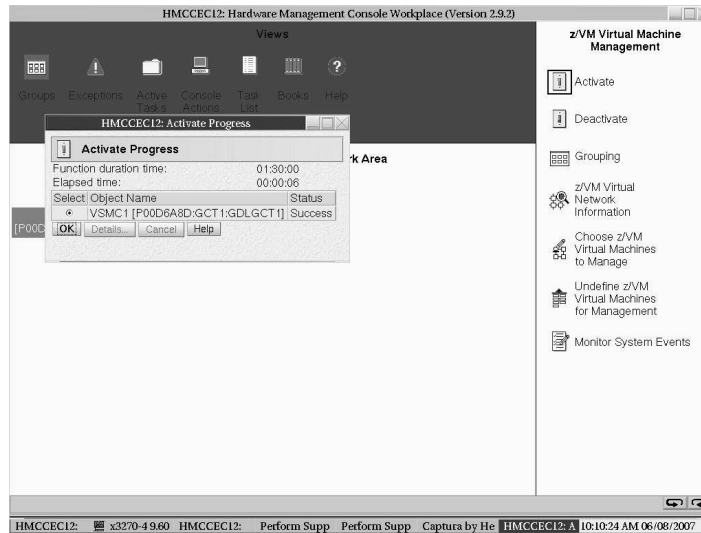 HMCCEC12: Hardware Management Console Workplace (Version 2.9.2)
Views
Groups
Exceptions
Active
Tasks
Console
Actions
Task
List
Books
Help
HMCCEC12: Activate Progress
Activate Progress
Function duration time: 01:30:00
Elapsed time: 00:00:06
Select Object Name Status
VSMC1 [P00D6A8D:GCT1:GDLGCT1] Success
OK Details... Cancel Help
rk Area
[P00D
z/VM Virtual Machine
Management
Activate
Deactivate
Grouping
z/VM Virtual
Network
Information
Choose z/VM
Virtual Machines
to Manage
Undefine z/VM
Virtual Machines
for Management
Monitor System Events
HMCCEC12: x3270-4 9.60 HMCCEC12: Perform Supp Perform Supp Captura by He HMCCEC12: A 10:10:24 AM 06/08/2007